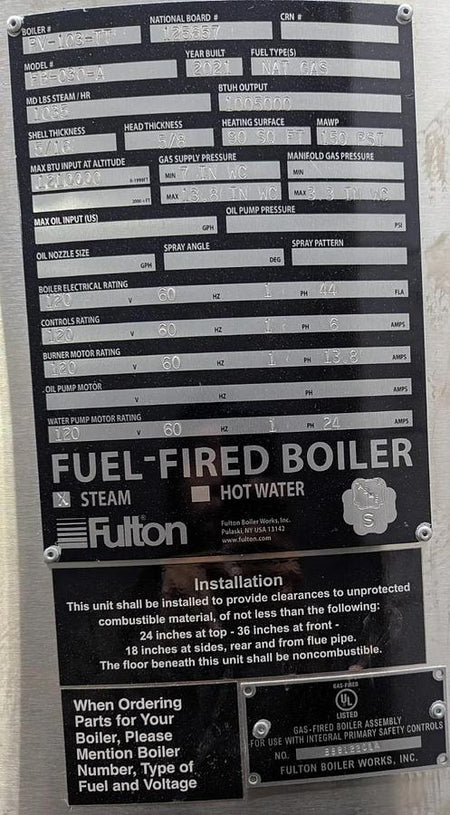 BOILER # NATIONAL BOARD # CRN #
PV-103-TT 125657
MODEL # YEAR BUILT FUEL TYPE(S)
FB-030-A 2021 NAT GAS
MD LBS STEAM / HR BTUH OUTPUT
1035 1005000
SHELL THICKNESS HEAD THICKNESS HEATING SURFACE MAWP
5/16 5/8 90 SQ FT 150 PSI
MAX BTU INPUT AT ALTITUDE GAS SUPPLY PRESSURE MANIFOLD GAS PRESSURE
1210000 0-1999FT MIN 7 IN WC MIN
2000+FT MAX 13.8 IN WC MAX 3.3 IN WC
MAX OIL INPUT (US) OIL PUMP PRESSURE
GPH PSI
OIL NOZZLE SIZE SPRAY ANGLE SPRAY PATTERN
GPH DEG
BOILER ELECTRICAL RATING
120 V 60 HZ 1 PH 44 FLA
CONTROLS RATING
120 V 60 HZ 1 PH 6 AMPS
BURNER MOTOR RATING
120 V 60 HZ 1 PH 13.8 AMPS
OIL PUMP MOTOR
V HZ PH AMPS
WATER PUMP MOTOR RATING
120 V 60 HZ 1 PH 24 AMPS
FUEL-FIRED BOILER
X STEAM HOT WATER
S
Fulton
Fulton Boiler Works, Inc.
Pulaski, NY USA 13142
www.fulton.com
Installation
This unit shall be installed to provide clearances to unprotected
combustible material, of not less than the following:
24 inches at top - 36 inches at front -
18 inches at sides, rear and from flue pipe.
The floor beneath this unit shall be noncombustible.
When Ordering
Parts for Your
Boiler, Please
Mention Boiler
Number, Type of
Fuel and Voltage
GAS-FIRED
UL
LISTED
GAS-FIRED BOILER ASSEMBLY
FOR USE WITH INTEGRAL PRIMARY SAFETY CONTROLS
NO.
FULTON BOILER WORKS, INC.